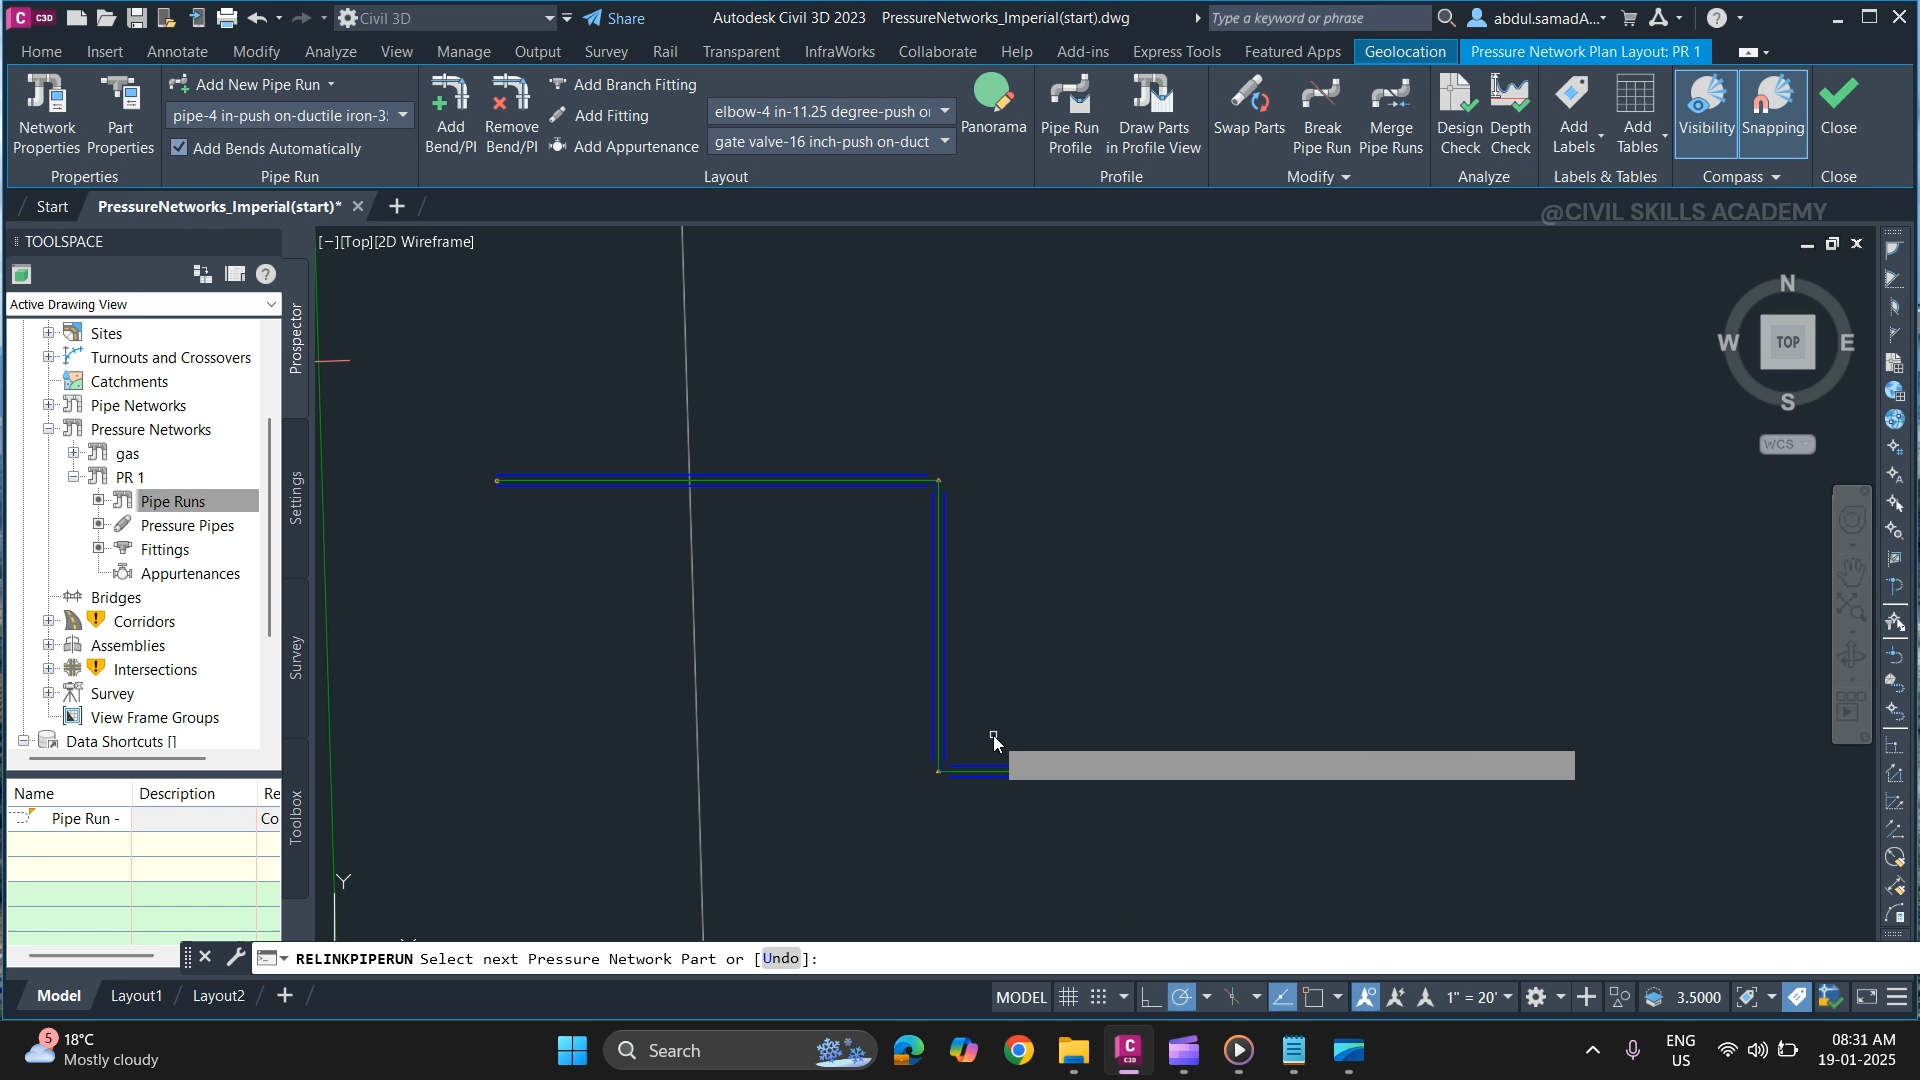 C C3D Civil 3D Share Autodesk Civil 3D 2023 PressureNetworks_Imperial(start).dwg Type a keyword or phrase abdul.samadA...
Home Insert Annotate Modify Analyze View Manage Output Survey Rail Transparent InfraWorks Collaborate Help Add-ins Express Tools Featured Apps Geolocation Pressure Network Plan Layout: PR 1
Network Properties
Part Properties
Properties
Add New Pipe Run
pipe-4 in-push on-ductile iron-3
Add Bends Automatically
Pipe Run
Add Bend/PI
Remove Bend/PI
Add Branch Fitting
Add Fitting
Add Appurtenance
elbow-4 in-11.25 degree-push o
gate valve-16 inch-push on-duct
Panorama
Layout
Pipe Run Profile
Draw Parts in Profile View
Profile
Swap Parts
Break Pipe Run
Merge Pipe Runs
Modify
Design Check
Depth Check
Analyze
Add Labels
Add Tables
Labels & Tables
Visibility
Snapping
Compass
Close
Close
Start PressureNetworks_Imperial(start)*
@CIVIL SKILLS ACADEMY
TOOLSPACE
[−][Top][2D Wireframe]
Active Drawing View
Sites
Turnouts and Crossovers
Catchments
Pipe Networks
Pressure Networks
gas
PR 1
Pipe Runs
Pressure Pipes
Fittings
Appurtenances
Bridges
Corridors
Assemblies
Intersections
Survey
View Frame Groups
Data Shortcuts []
Prospector
Settings
Survey
Toolbox
Name Description Re
Pipe Run - Co
N
W TOP E
S
WCS
Y
RELINKPIPERUN Select next Pressure Network Part or [Undo]:
Model Layout1 Layout2
MODEL 1" = 20' 3.5000
5 18°C
Mostly cloudy
Search
C C3D
ENG
US
08:31 AM
19-01-2025